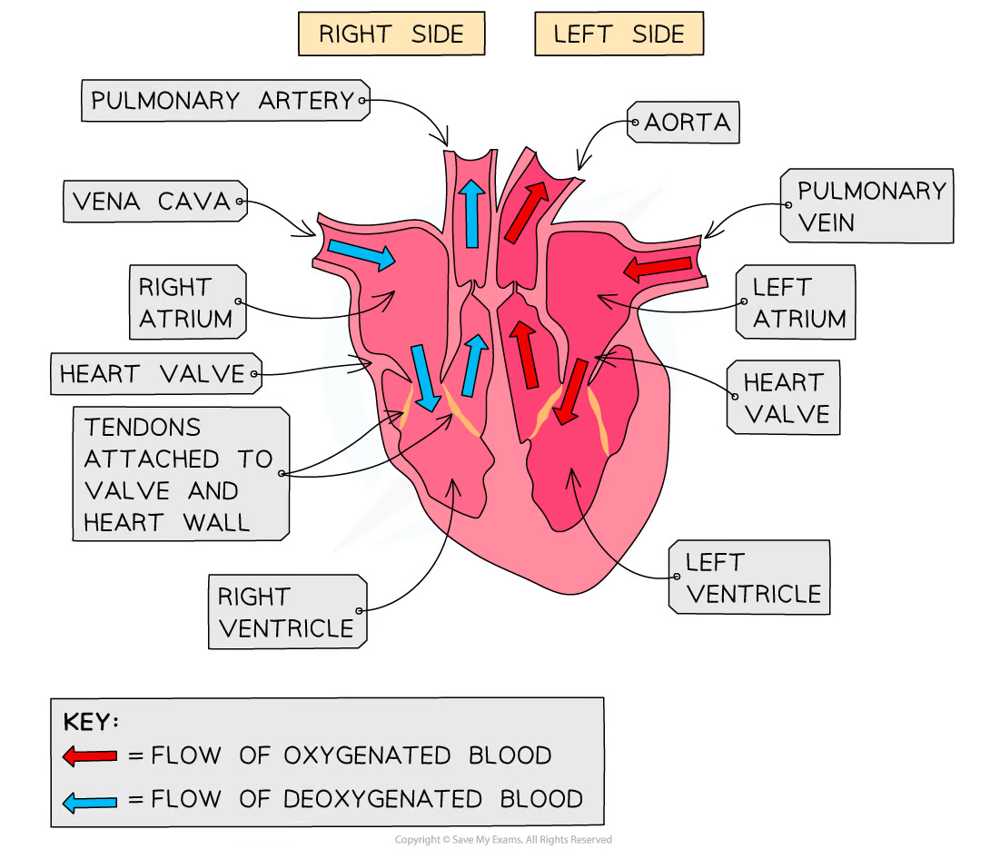 RIGHT SIDE
LEFT SIDE
PULMONARY ARTERY
AORTA
VENA CAVA
PULMONARY
VEIN
RIGHT
ATRIUM
LEFT
ATRIUM
HEART VALVE
HEART
VALVE
TENDONS
ATTACHED TO
VALVE AND
HEART WALL
LEFT
VENTRICLE
RIGHT
VENTRICLE
KEY:
= FLOW OF OXYGENATED BLOOD
= FLOW OF DEOXYGENATED BLOOD
Copyright © Save My Exams. All Rights Reserved